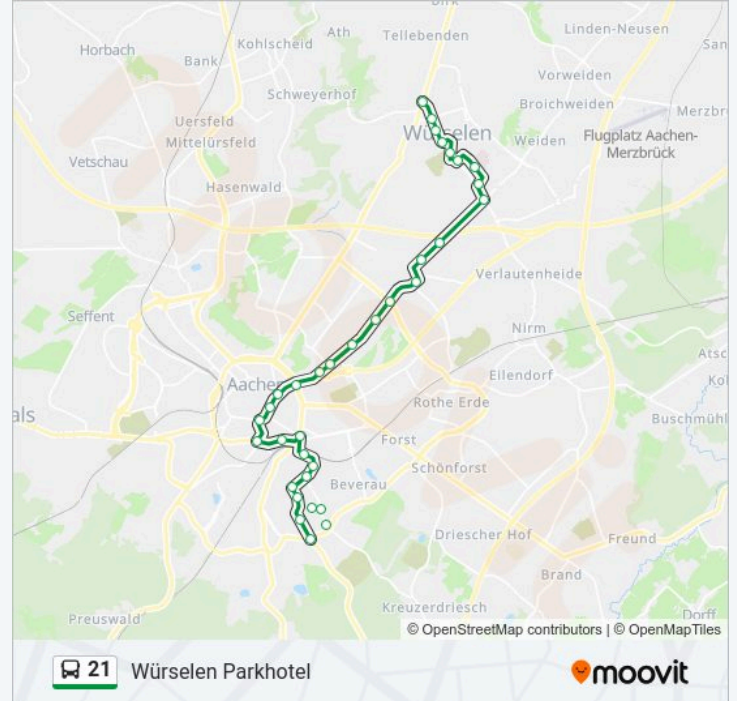 Dirk
Linden-Neusen
Ath
Tellebenden
Kohlscheid
Horbach
San
Bank
Vorweiden
Schweyerhof
Broichweiden
Merzbr
Uersfeld
Würselen
Mittelürsfeld
Weiden
Flugplatz Aachen-
Merzbrück
Vetschau
Hasenwald
Verlautenheide
Seffent
Nirm
Atsc
Eilendorf
Aachen
Kol
Rothe Erde
als
Buschmühl
Forst
Schönforst
Beverau
Driescher Hof
Freund
Brand
Kreuzerdriesch
Preuswald
Dorff
© OpenStreetMap contributors | © OpenMapTiles
21 Würselen Parkhotel
moovit